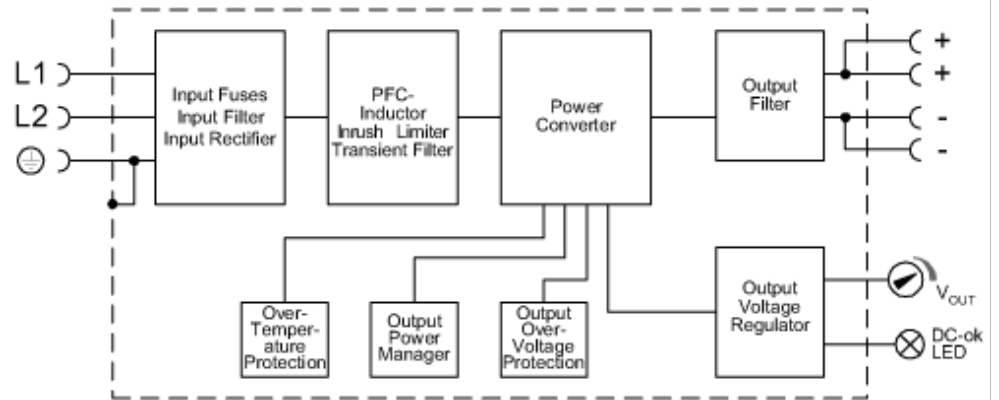 L1
L2
Input Fuses
Input Filter
Input Rectifier
PFC-
Inductor
Inrush Limiter
Transient Filter
Power
Converter
Output
Filter
+
+
-
-
Over-
Temper-
ature
Protection
Output
Power
Manager
Output
Over-
Voltage
Protection
Output
Voltage
Regulator
VOUT
DC-ok
LED